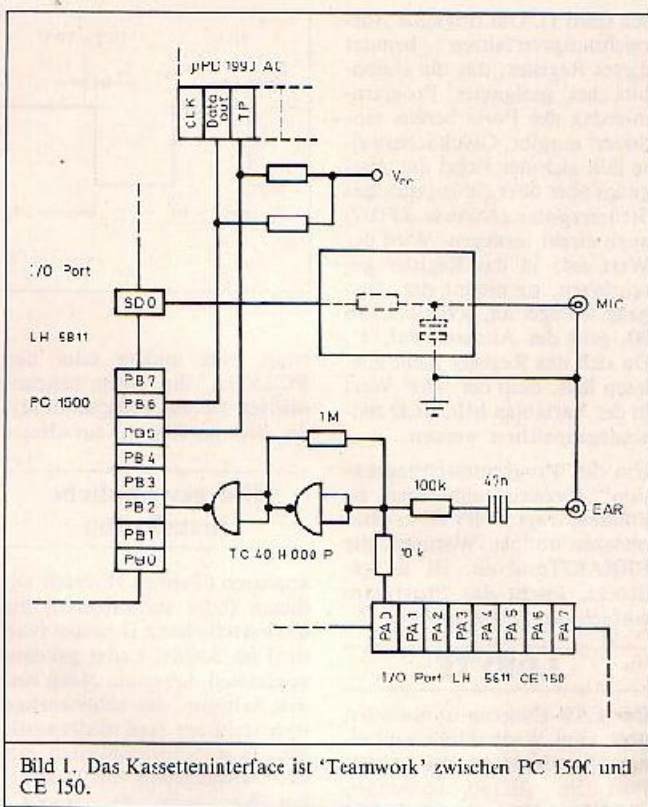 µPD 1990 AC
CLK
Data out
TP
Vcc
I/O Port
SDO
MIC
LH 5811
PB7
PC 1500
PB6
PB5
1M
PB4
PB3
PB2
100k
47n
EAR
PB1
TC 40 H 000 P
PB0
10k
PA0
PA1
PA2
PA3
PA4
PA5
PA6
PA7
I/O Port LH 5811 CE 150
Bild 1. Das Kassetteninterface ist 'Teamwork' zwischen PC 1500 und
CE 150.